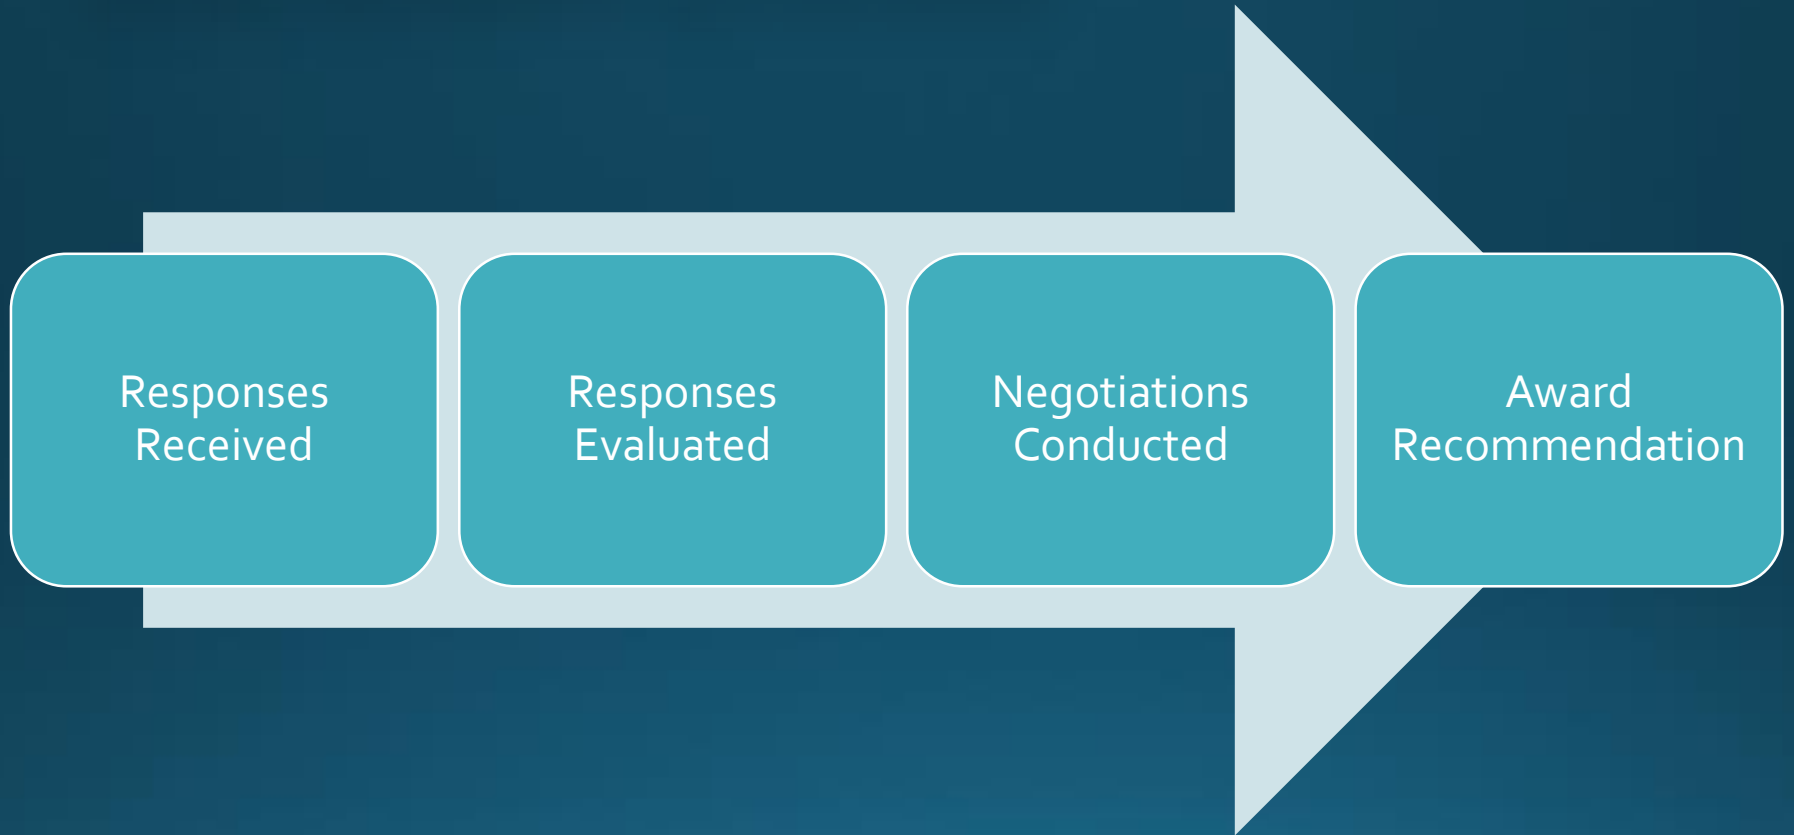 Responses
Received
Responses
Evaluated
Negotiations
Conducted
Award
Recommendation